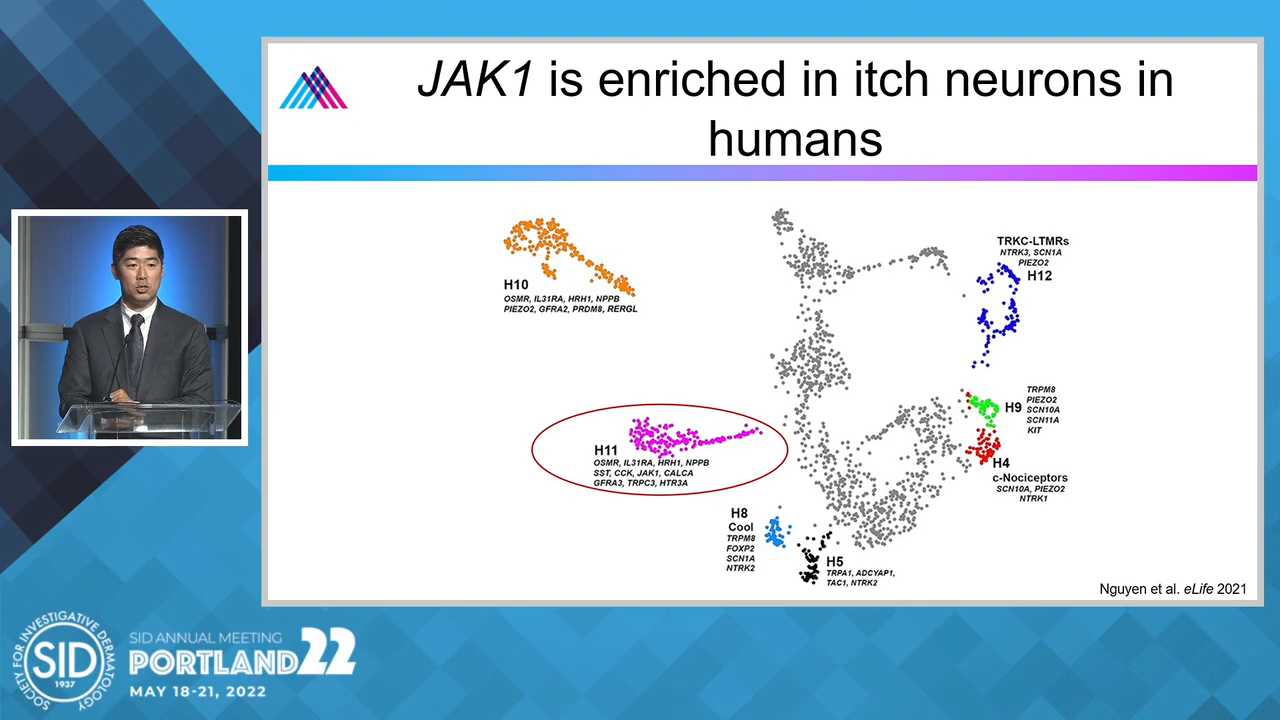 JAK1 is enriched in itch neurons in
humans
H10
OSMR, IL31RA, HRH1, NPPB
PIEZO2, GFRA2, PRDM8, RERGL
TRKC-LTMRs
NTRK3, SCN1A
PIEZO2
H12
TRPM8
PIEZO2
SCN10A
SCN11A
KIT
H9
H4
c-Nociceptors
SCN10A, PIEZO2
NTRK1
H11
OSMR, IL31RA, HRH1, NPPB
SST, CCK, JAK1, CALCA
GFRA3, TRPC3, HTR3A
H8
Cool
TRPM8
FOXP2
SCN1A
NTRK2
H5
TRPA1, ADCYAP1,
TAC1, NTRK2
Nguyen et al. eLife 2021
SOCIETY FOR INVESTIGATIVE DERMATOLOGY
SID
1937
SID ANNUAL MEETING
PORTLAND 22
MAY 18-21, 2022